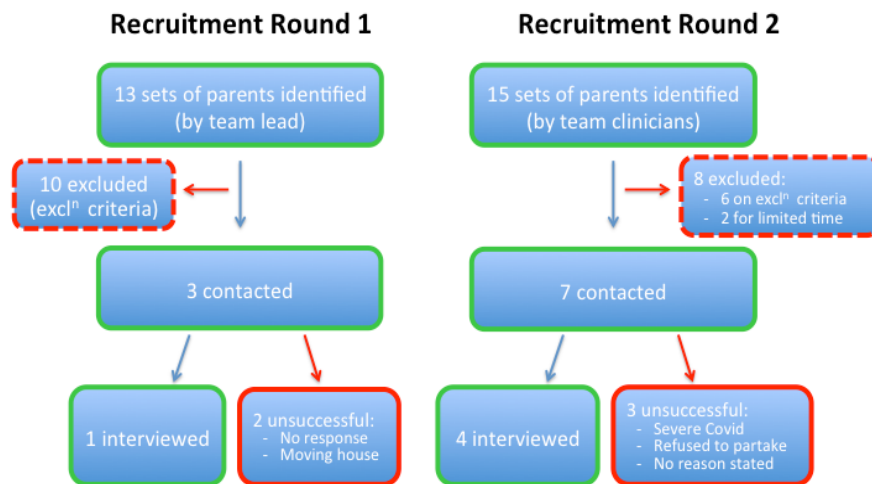 Recruitment Round 1
13 sets of parents identified
(by team lead)
10 excluded
(exclⁿ criteria)
3 contacted
1 interviewed
2 unsuccessful:
- No response
- Moving house
Recruitment Round 2
15 sets of parents identified
(by team clinicians)
8 excluded:
- 6 on exclⁿ criteria
- 2 for limited time
7 contacted
4 interviewed
3 unsuccessful:
- Severe Covid
- Refused to partake
- No reason stated